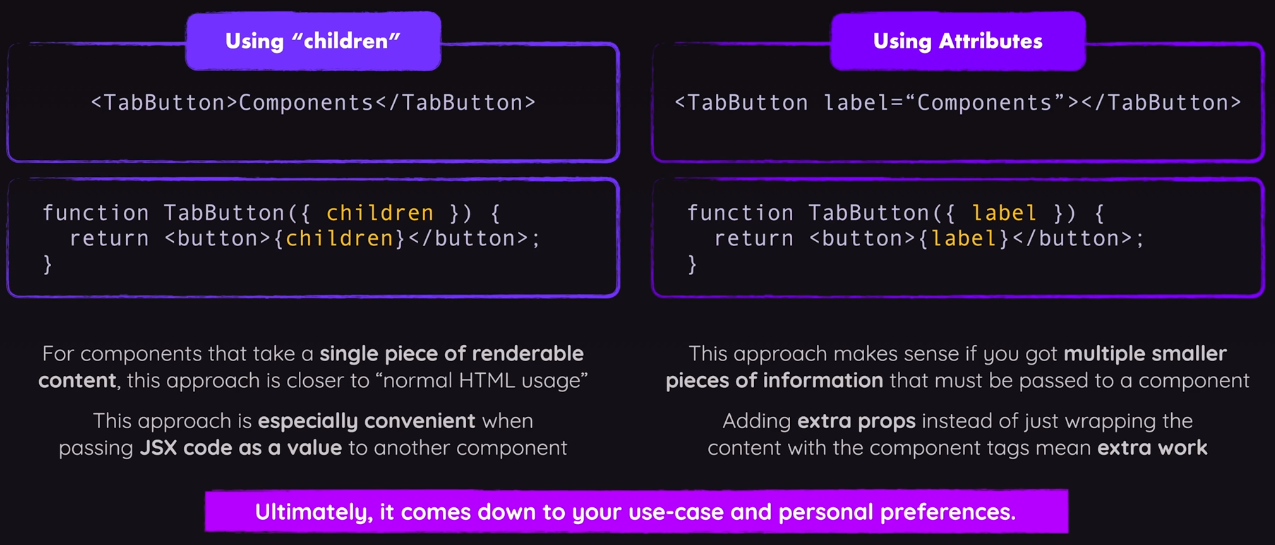 Using “children”
<TabButton>Components</TabButton>
function TabButton({ children }) {
  return <button>{children}</button>;
}
For components that take a single piece of renderable
content, this approach is closer to “normal HTML usage”
This approach is especially convenient when
passing JSX code as a value to another component
Using Attributes
<TabButton label=“Components”></TabButton>
function TabButton({ label }) {
  return <button>{label}</button>;
}
This approach makes sense if you got multiple smaller
pieces of information that must be passed to a component
Adding extra props instead of just wrapping the
content with the component tags mean extra work
Ultimately, it comes down to your use-case and personal preferences.